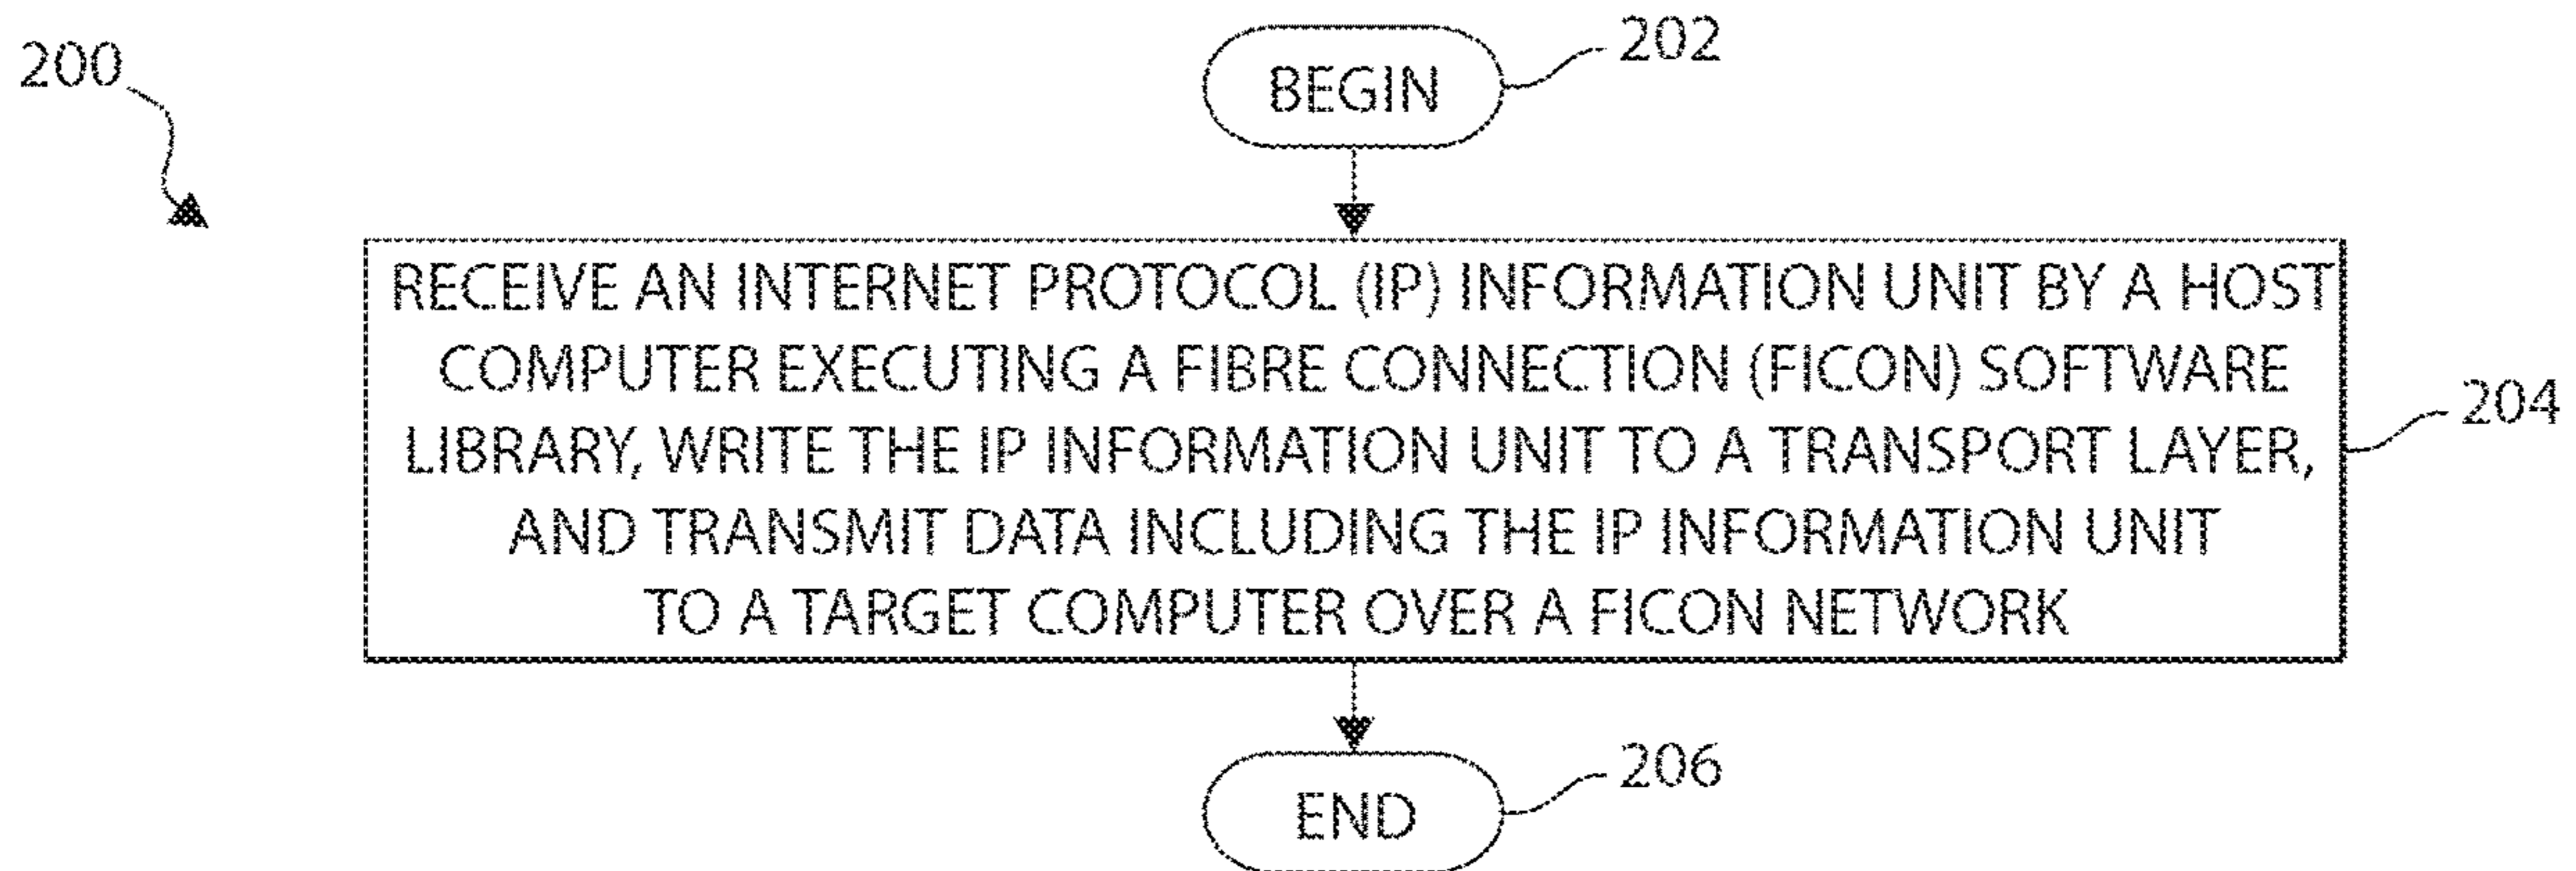 200
BEGIN
202
RECEIVE AN INTERNET PROTOCOL (IP) INFORMATION UNIT BY A HOST
COMPUTER EXECUTING A FIBRE CONNECTION (FICON) SOFTWARE
LIBRARY, WRITE THE IP INFORMATION UNIT TO A TRANSPORT LAYER,
AND TRANSMIT DATA INCLUDING THE IP INFORMATION UNIT
TO A TARGET COMPUTER OVER A FICON NETWORK
204
END
206